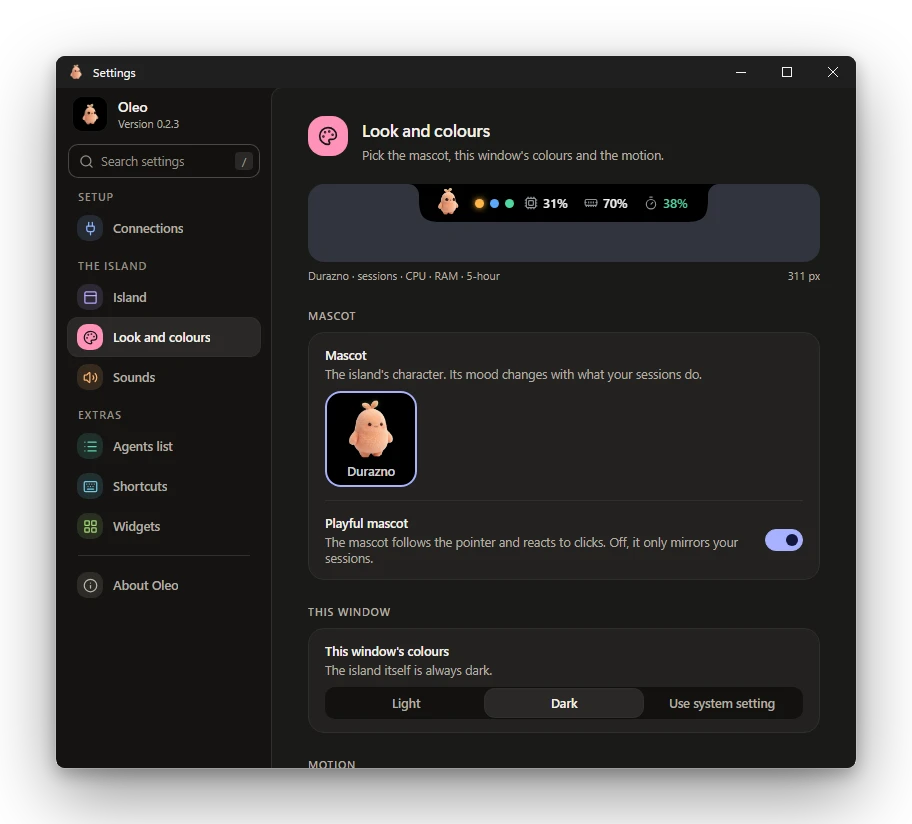 Settings
Oleo
Version 0.2.3
Search settings /
SETUP
Connections
THE ISLAND
Island
Look and colours
Sounds
EXTRAS
Agents list
Shortcuts
Widgets
About Oleo
Look and colours
Pick the mascot, this window's colours and the motion.
31% 70% 38%
Durazno · sessions · CPU · RAM · 5-hour 311 px
MASCOT
Mascot
The island's character. Its mood changes with what your sessions do.
Durazno
Playful mascot
The mascot follows the pointer and reacts to clicks. Off, it only mirrors your
sessions.
THIS WINDOW
This window's colours
The island itself is always dark.
Light Dark Use system setting
MOTION